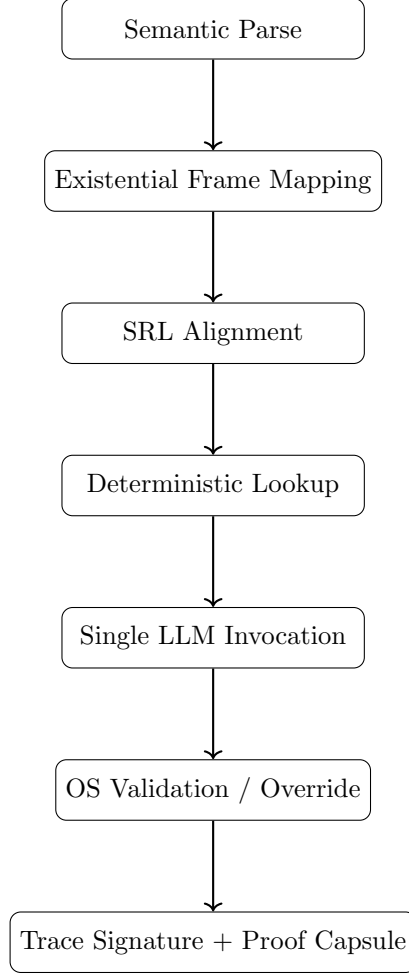 Semantic Parse
Existential Frame Mapping
SRL Alignment
Deterministic Lookup
Single LLM Invocation
OS Validation / Override
Trace Signature + Proof Capsule